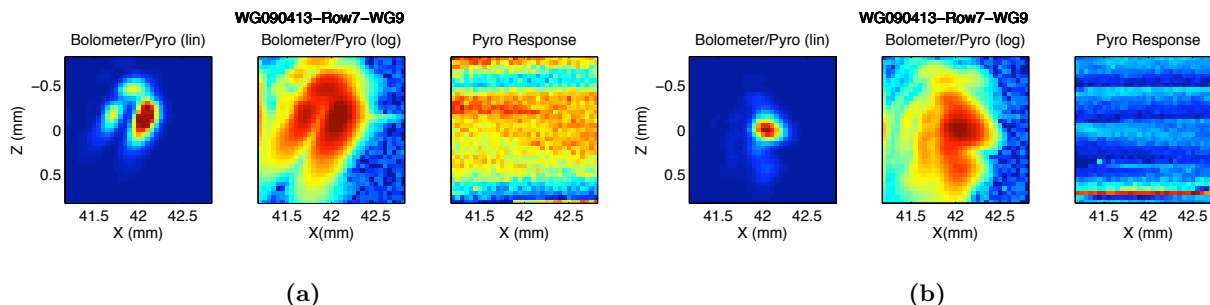 WG090413-Row7-WG9
Bolometer/Pyro (lin) Bolometer/Pyro (log) Pyro Response
Z (mm)
−0.5
0
0.5
41.5 42 42.5 41.5 42 42.5 41.5 42 42.5
X (mm) X(mm) X (mm)
(a)
WG090413-Row7-WG9
Bolometer/Pyro (lin) Bolometer/Pyro (log) Pyro Response
Z (mm)
−0.5
0
0.5
41.5 42 42.5 41.5 42 42.5 41.5 42 42.5
X (mm) X(mm) X (mm)
(b)